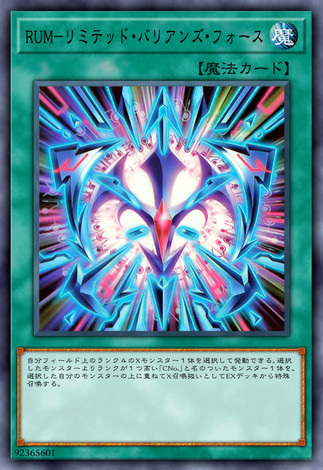 RUM－リミテッド・バリアンズ・フォース
魔
【魔法カード】
自分フィールド上のランク４のXモンスター１体を選択して発動できる。選択
したモンスターよりランクが１つ高い「CNo.」と名のついたモンスター１体を、
選択した自分のモンスターの上に重ねてX召喚扱いとしてEXデッキから特殊
召喚する。
92365601